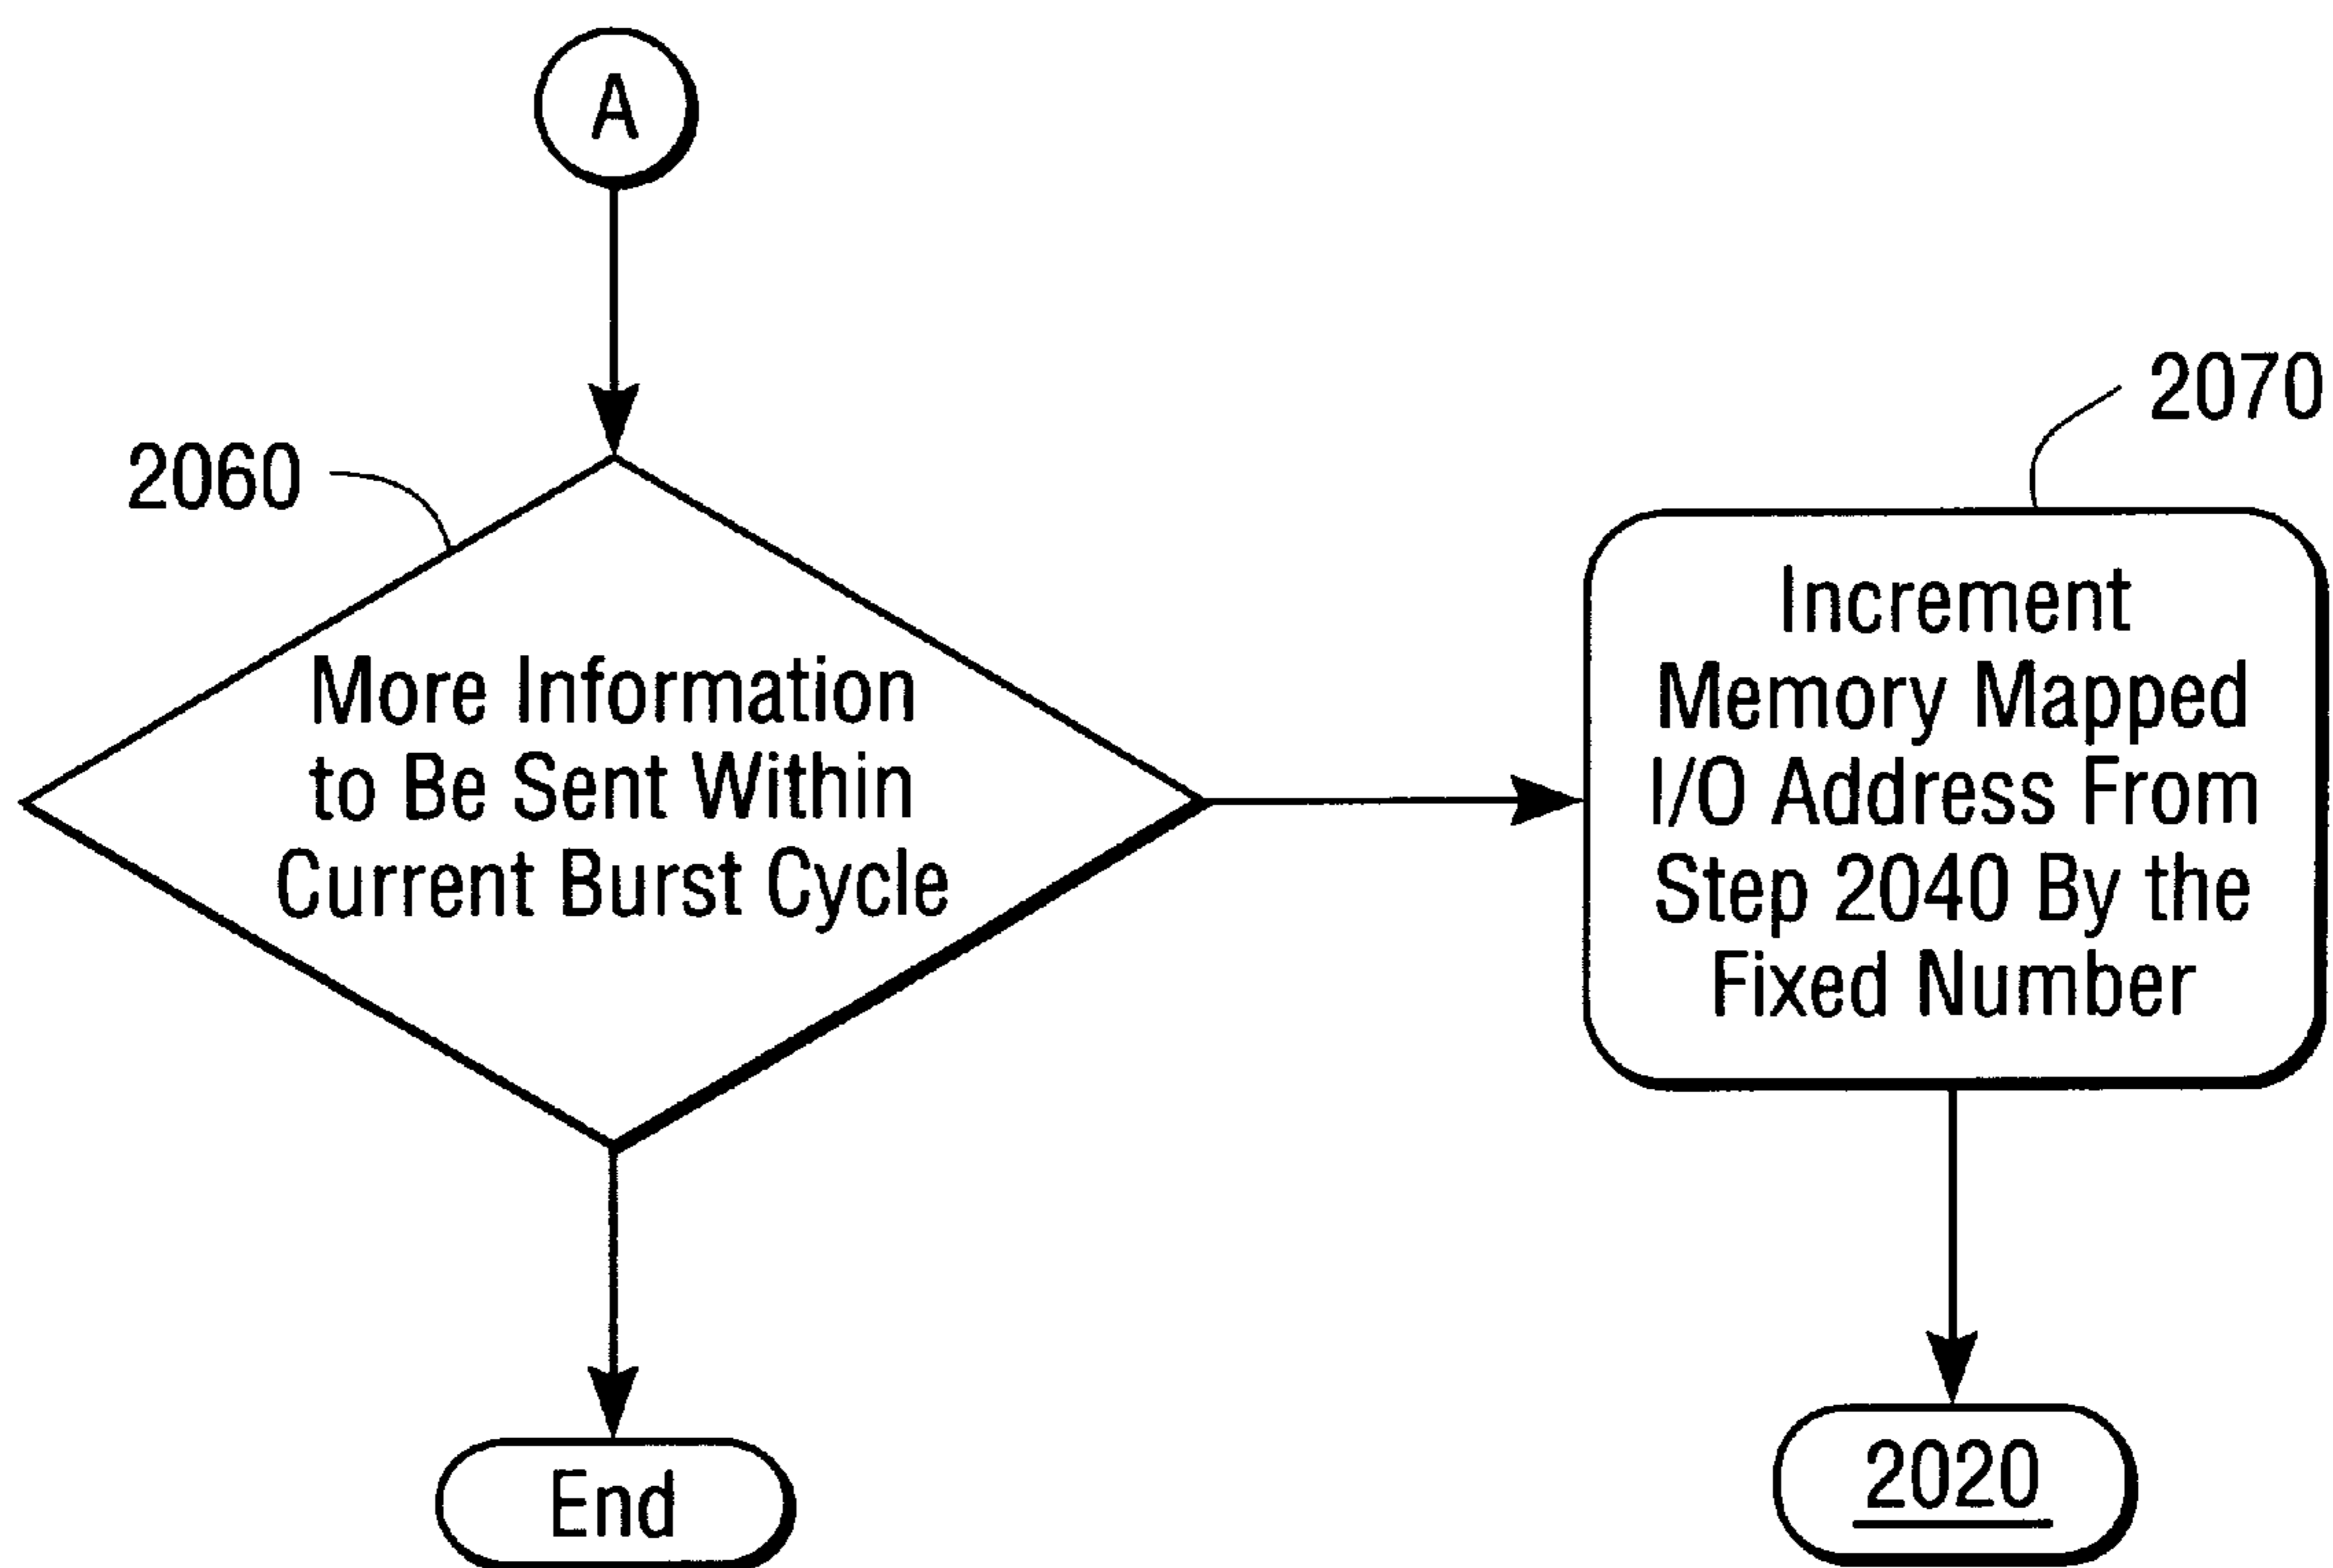 A
2060
More Information
to Be Sent Within
Current Burst Cycle
2070
Increment
Memory Mapped
I/O Address From
Step 2040 By the
Fixed Number
End
2020